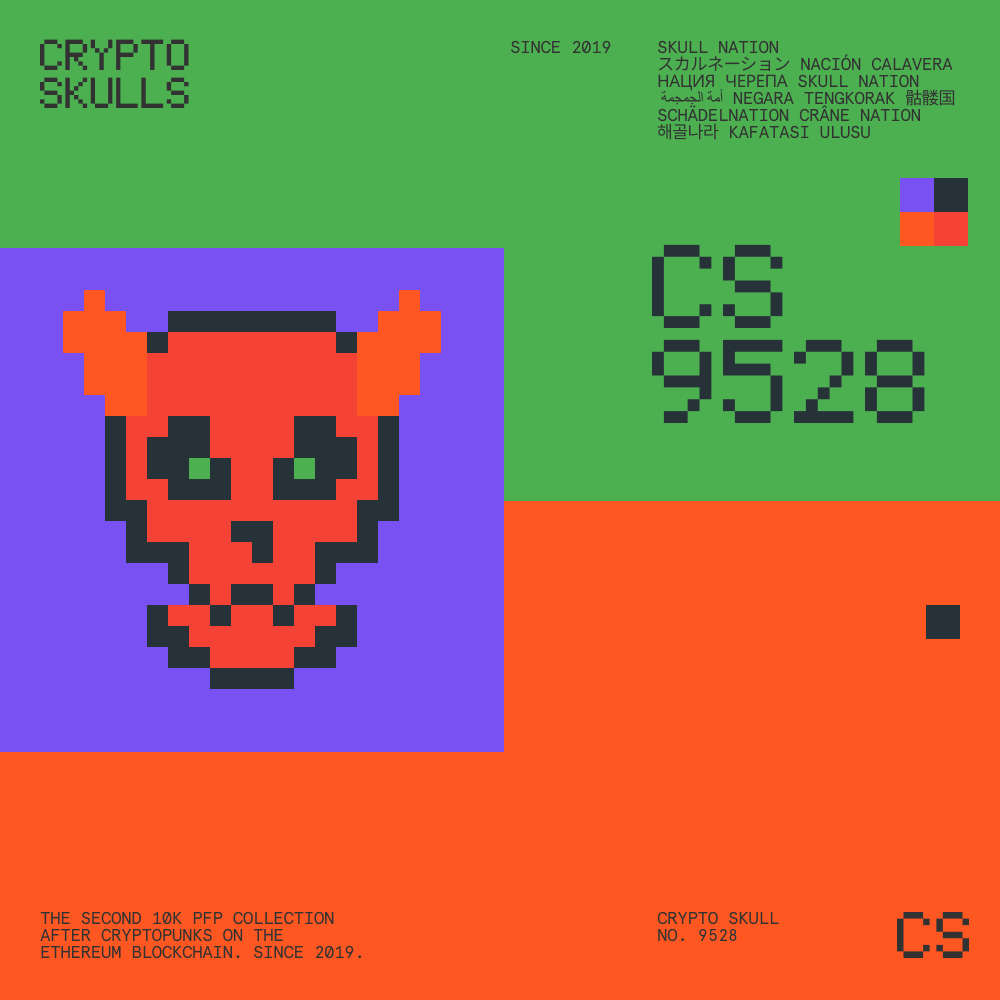 CRYPTO
SKULLS
SINCE 2019
SKULL NATION
スカルネーション NACIÓN CALAVERA
НАЦИЯ ЧЕРЕПА SKULL NATION
أمة الجمجمة NEGARA TENGKORAK 骷髅国
SCHÄDELNATION CRÂNE NATION
해골나라 KAFATASI ULUSU
CS
9528
THE SECOND 10K PFP COLLECTION
AFTER CRYPTOPUNKS ON THE
ETHEREUM BLOCKCHAIN. SINCE 2019.
CRYPTO SKULL
NO. 9528
CS